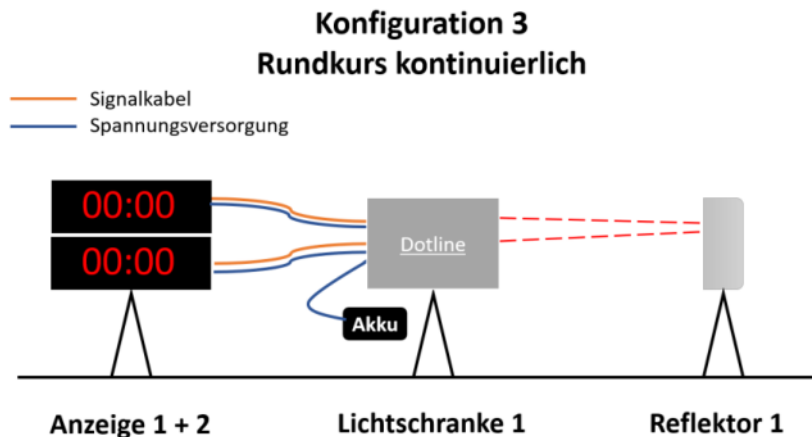 Konfiguration 3
Rundkurs kontinuierlich
Signalkabel
Spannungsversorgung
00:00
00:00
Dotline
Akku
Anzeige 1 + 2
Lichtschranke 1
Reflektor 1